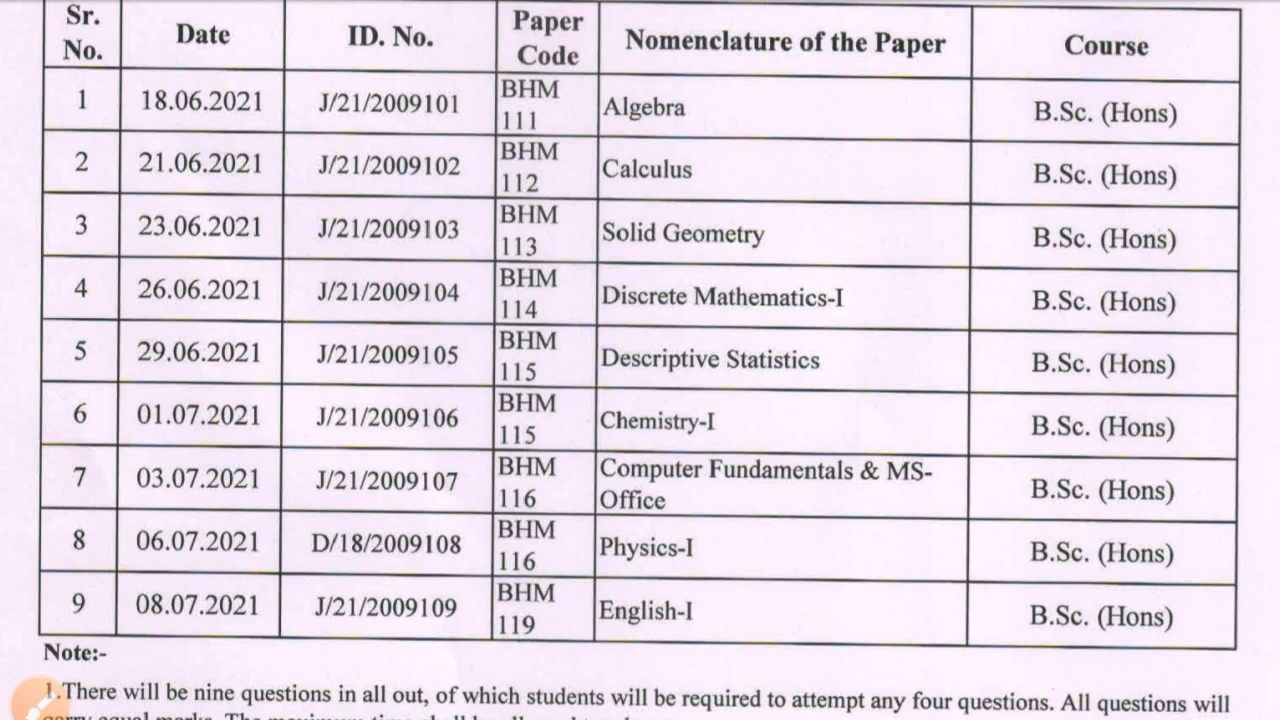 Sr. No. Date ID. No. Paper Code Nomenclature of the Paper Course
1 18.06.2021 J/21/2009101 BHM 111 Algebra B.Sc. (Hons)
2 21.06.2021 J/21/2009102 BHM 112 Calculus B.Sc. (Hons)
3 23.06.2021 J/21/2009103 BHM 113 Solid Geometry B.Sc. (Hons)
4 26.06.2021 J/21/2009104 BHM 114 Discrete Mathematics-I B.Sc. (Hons)
5 29.06.2021 J/21/2009105 BHM 115 Descriptive Statistics B.Sc. (Hons)
6 01.07.2021 J/21/2009106 BHM 115 Chemistry-I B.Sc. (Hons)
7 03.07.2021 J/21/2009107 BHM 116 Computer Fundamentals & MS-Office B.Sc. (Hons)
8 06.07.2021 D/18/2009108 BHM 116 Physics-I B.Sc. (Hons)
9 08.07.2021 J/21/2009109 BHM 119 English-I B.Sc. (Hons)
Note:-
1.There will be nine questions in all out, of which students will be required to attempt any four questions. All questions will